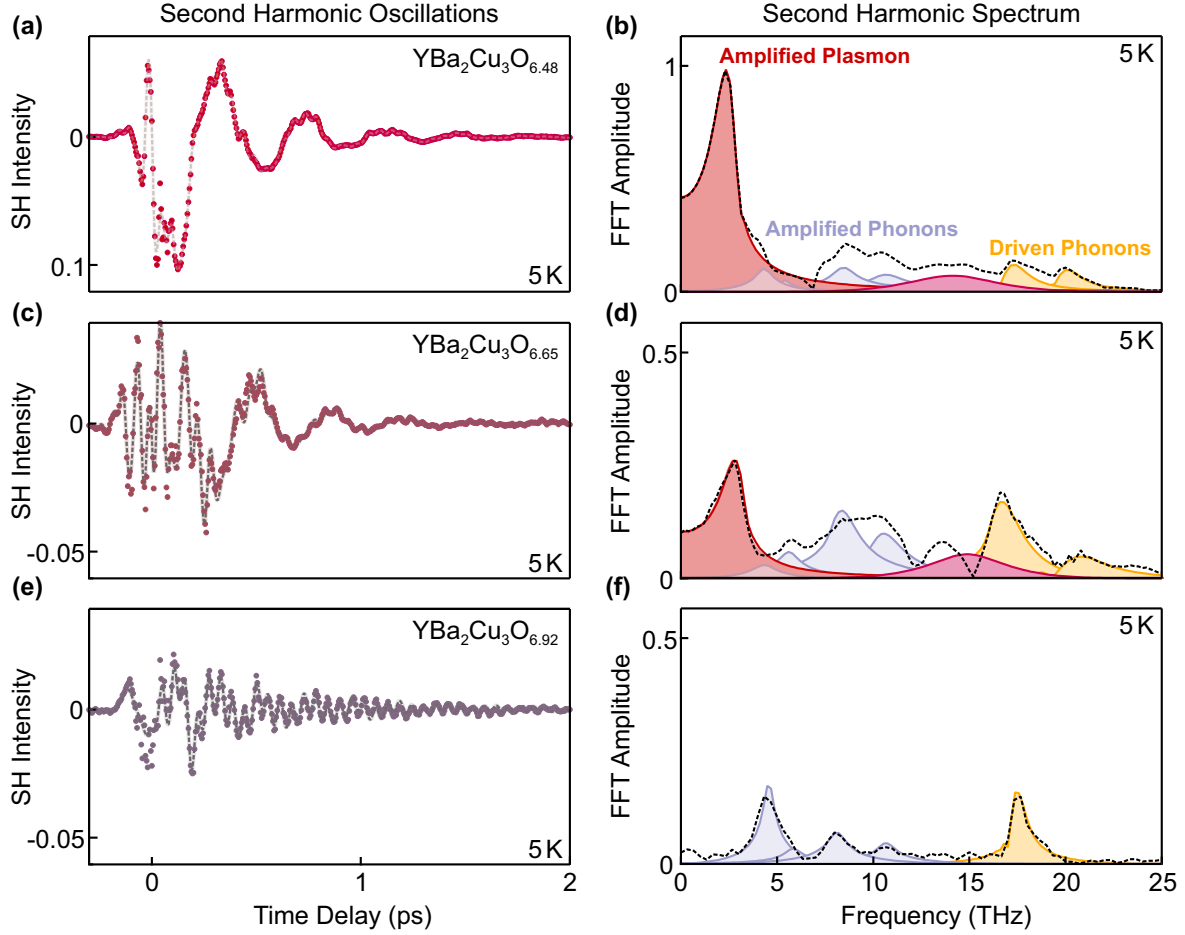 Second Harmonic Oscillations
Second Harmonic Spectrum
(a)
YBa₂Cu₃O₆.₄₈
SH Intensity
0
0.1
5 K
(b)
5 K
Amplified Plasmon
Amplified Phonons
Driven Phonons
FFT Amplitude
1
0
(c)
YBa₂Cu₃O₆.₆₅
SH Intensity
0
-0.05
5 K
(d)
5 K
FFT Amplitude
0.5
0
(e)
YBa₂Cu₃O₆.₉₂
SH Intensity
0
-0.05
5 K
0 1 2
Time Delay (ps)
(f)
5 K
FFT Amplitude
0.5
0
0 5 10 15 20 25
Frequency (THz)